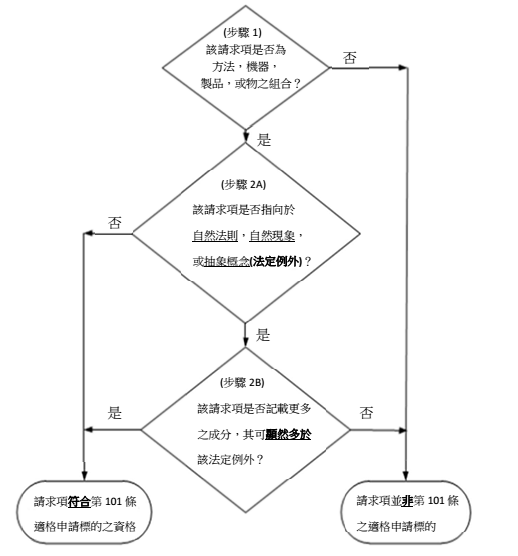 (步驟 1)
該請求項是否為
方法，機器，
製品，或物之組合？
否
是
(步驟 2A)
該請求項是否指向於
自然法則，自然現象，
或抽象概念(法定例外)？
否
是
(步驟 2B)
該請求項是否記載更多
之成分，其可顯然多於
該法定例外？
是
否
請求項符合第 101 條
適格申請標的之資格
請求項並非第 101 條
之適格申請標的